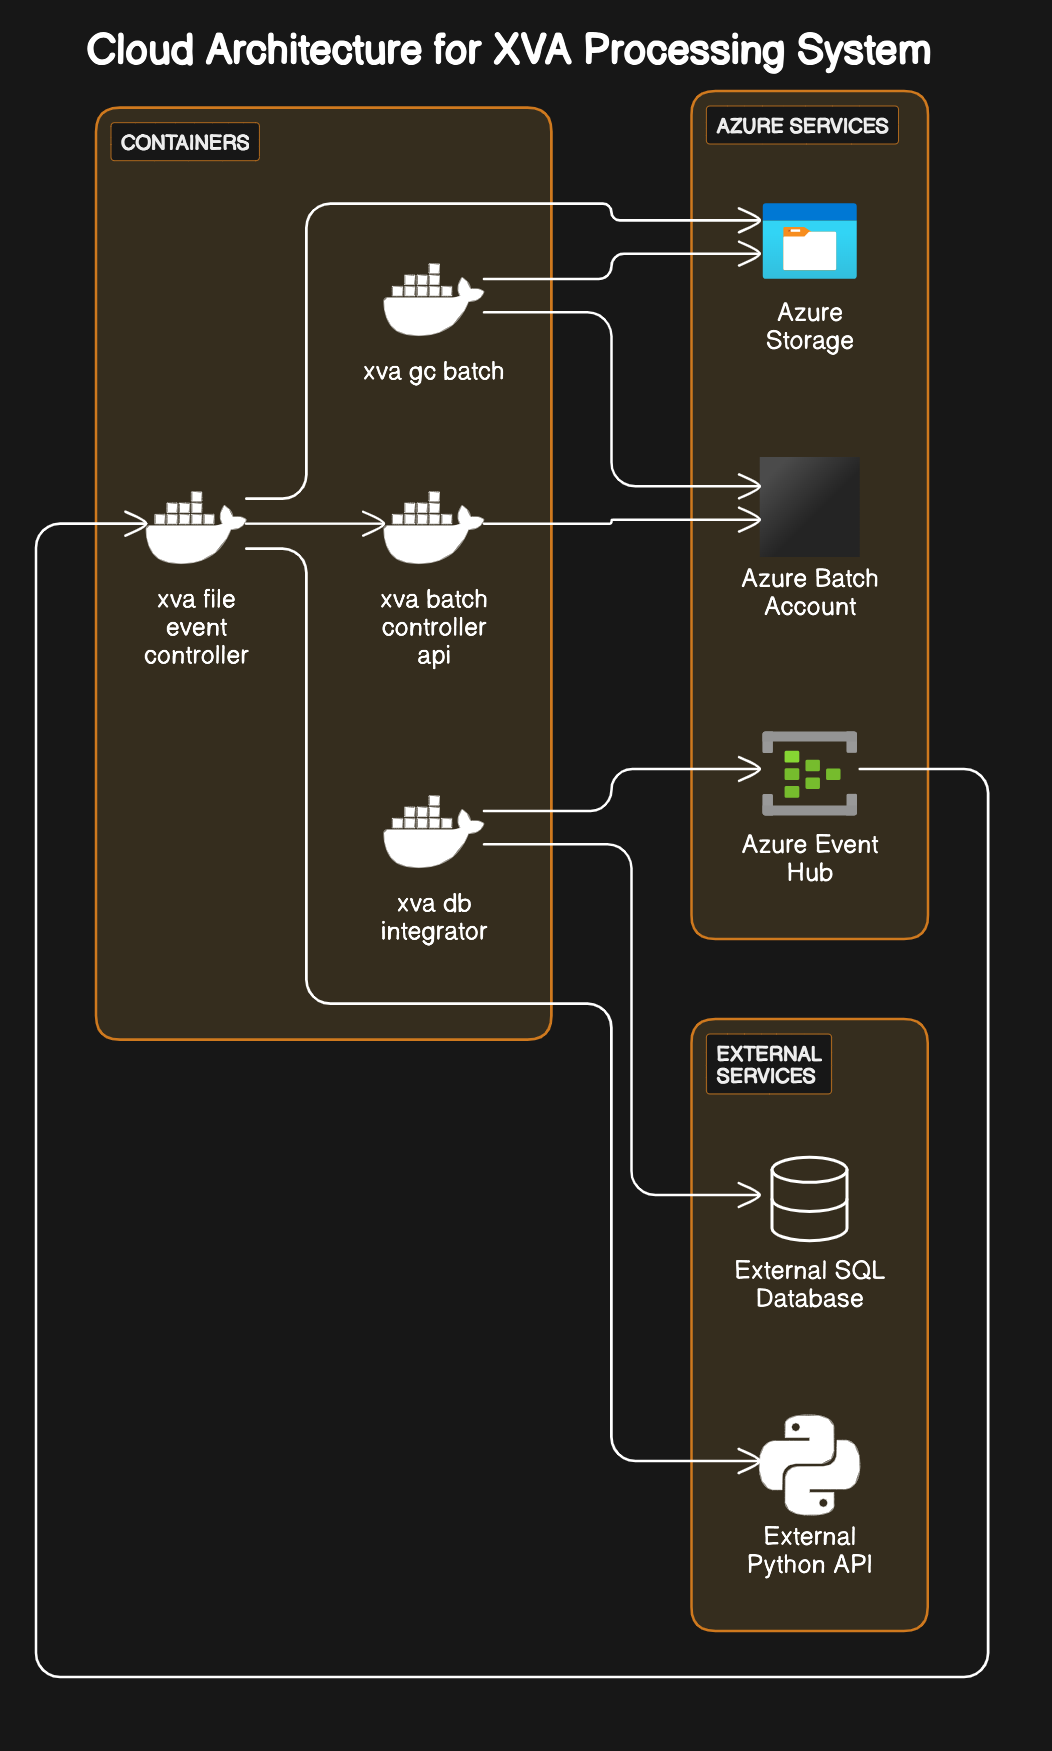 Cloud Architecture for XVA Processing System
CONTAINERS
AZURE SERVICES
Azure
Storage
xva gc batch
Azure Batch
Account
xva file
event
controller
xva batch
controller
api
Azure Event
Hub
xva db
integrator
EXTERNAL
SERVICES
External SQL
Database
External
Python API